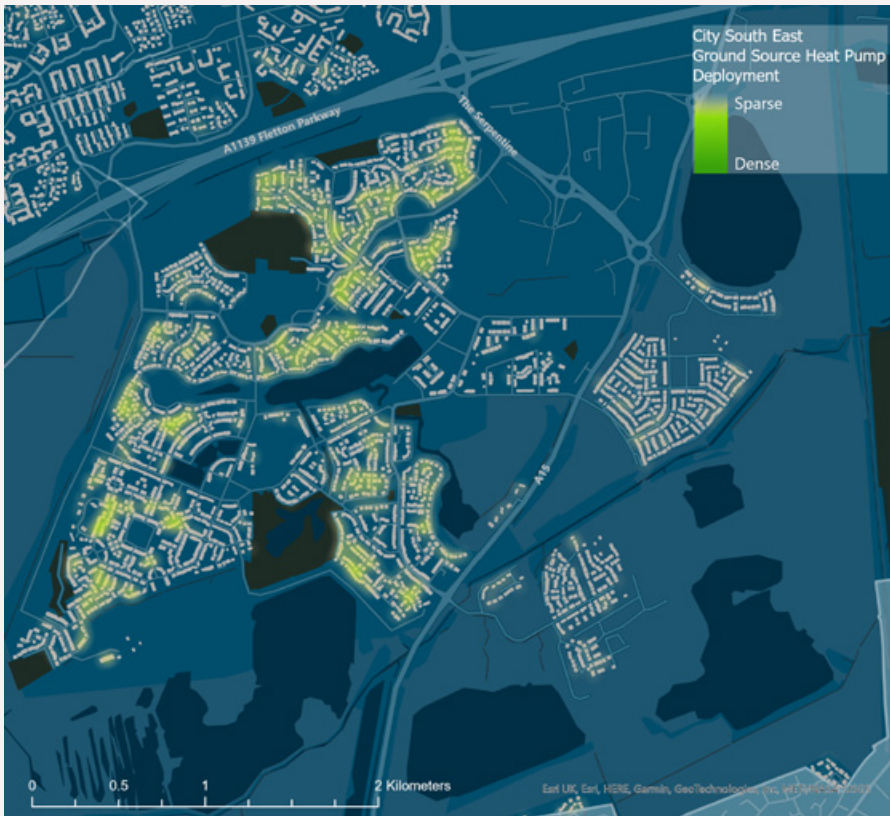 City South East
Ground Source Heat Pump
Deployment
Sparse
Dense
A1139 Fletton Parkway
The Serpentine
A15
0 0.5 1 2 Kilometers
Esri UK, Esri, HERE, Garmin, GeoTechnologies, Inc,